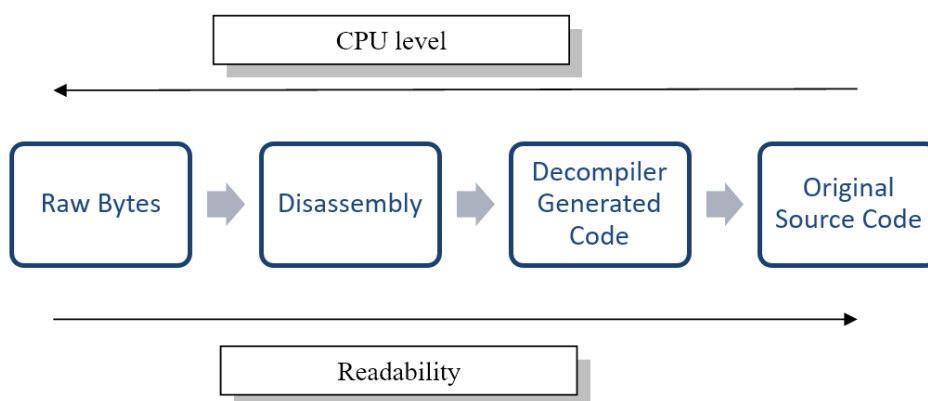 CPU level
Raw Bytes
Disassembly
Decompiler
Generated
Code
Original
Source Code
Readability